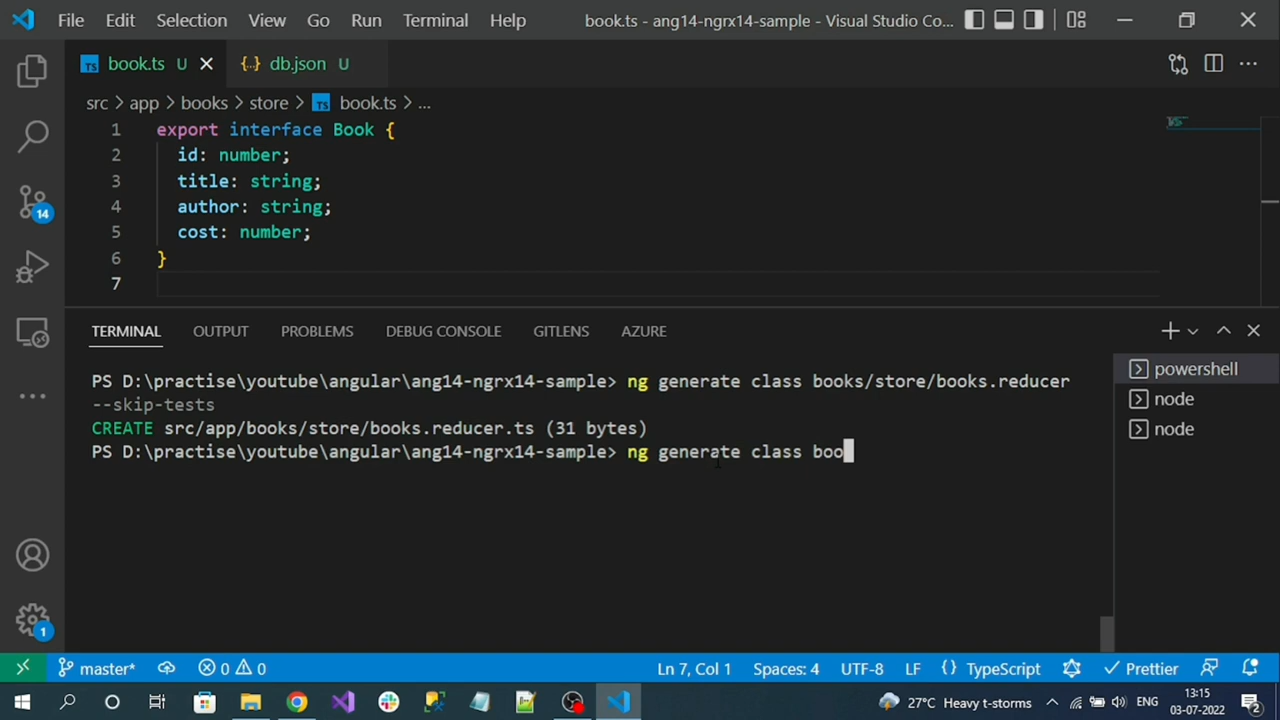 File Edit Selection View Go Run Terminal Help book.ts - ang14-ngrx14-sample - Visual Studio Co...
TS book.ts U {..} db.json U
src > app > books > store > TS book.ts > ...
1 export interface Book {
2 id: number;
3 title: string;
4 author: string;
5 cost: number;
6 }
7
14
TERMINAL OUTPUT PROBLEMS DEBUG CONSOLE GITLENS AZURE
PS D:\practise\youtube\angular\ang14-ngrx14-sample> ng generate class books/store/books.reducer
--skip-tests
CREATE src/app/books/store/books.reducer.ts (31 bytes)
PS D:\practise\youtube\angular\ang14-ngrx14-sample> ng generate class boo
powershell
node
node
1
master* 0 0 Ln 7, Col 1 Spaces: 4 UTF-8 LF {} TypeScript Prettier
27°C Heavy t-storms ENG 13:15
03-07-2022 2